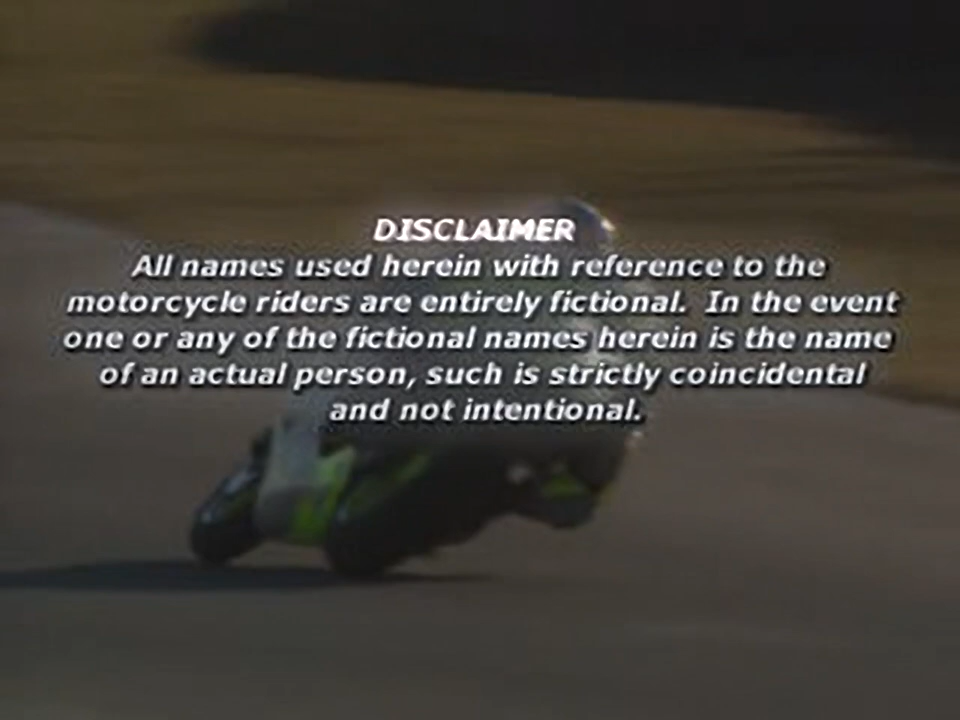 DISCLAIMER
All names used herein with reference to the
motorcycle riders are entirely fictional.  In the event
one or any of the fictional names herein is the name
of an actual person, such is strictly coincidental
and not intentional.